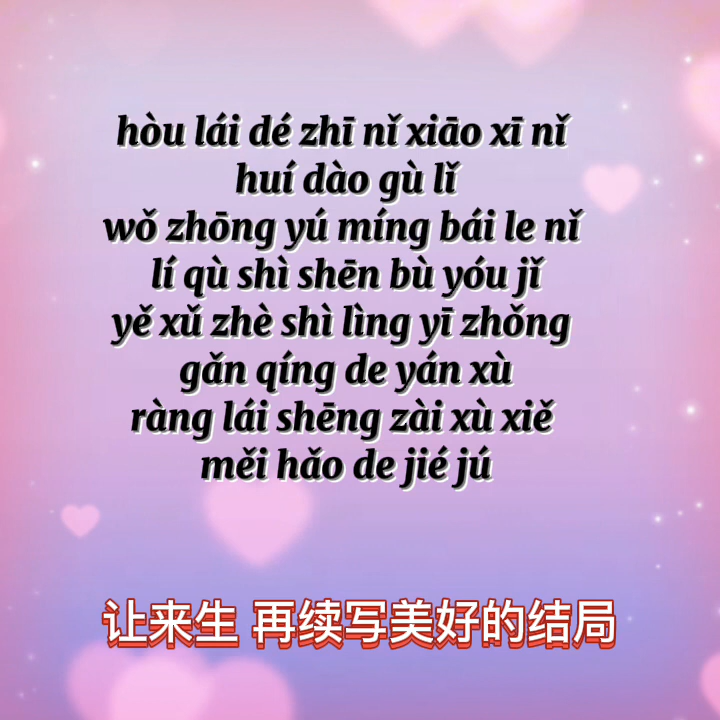 hòu lái dé zhī nǐ xiāo xī nǐ
huí dào gù lǐ
wǒ zhōng yú míng bái le nǐ
lí qù shì shēn bù yóu jǐ
yě xǔ zhè shì lìng yī zhǒng
gǎn qíng de yán xù
ràng lái shēng zài xù xiě
měi hǎo de jié jú
让来生 再续写美好的结局